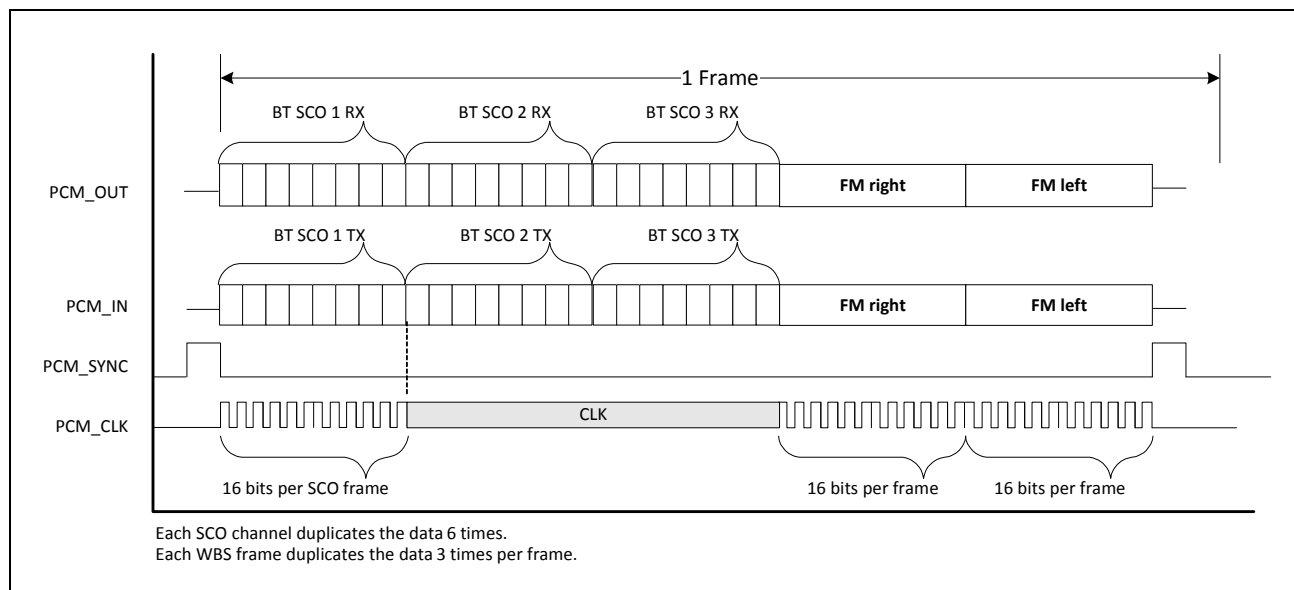 1 Frame
BT SCO 1 RX BT SCO 2 RX BT SCO 3 RX
PCM_OUT FM right FM left
BT SCO 1 TX BT SCO 2 TX BT SCO 3 TX
PCM_IN FM right FM left
PCM_SYNC
PCM_CLK CLK
16 bits per SCO frame 16 bits per frame 16 bits per frame
Each SCO channel duplicates the data 6 times.
Each WBS frame duplicates the data 3 times per frame.